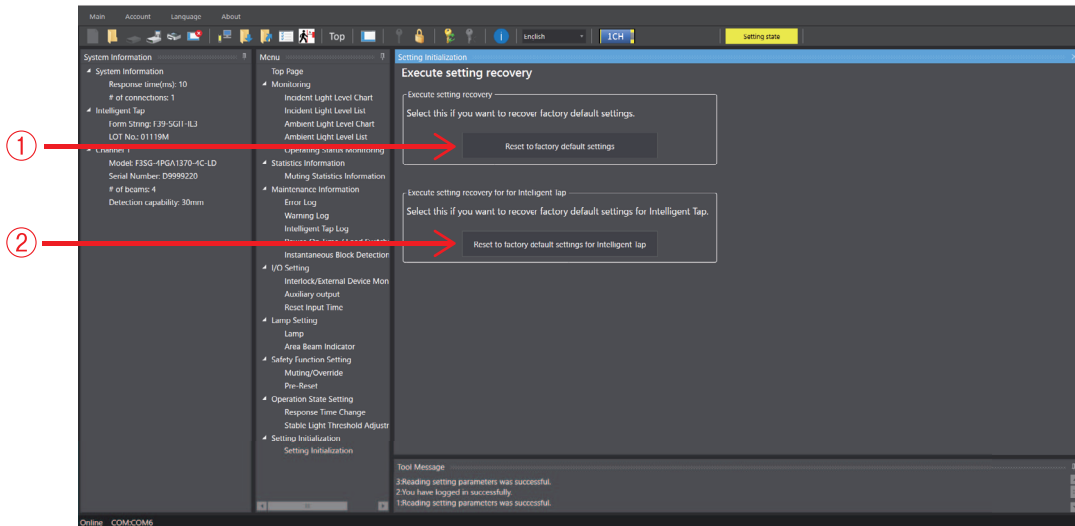 Main Account Language About
Top English 1CH Setting state
System Information
System Information
Response time(ms): 10
# of connections: 1
Intelligent Tap
Form String: F39-SGIT-IL3
LOT No.: 01119M
Channel 1
Model: F3SG-4PGA1370-4C-LD
Serial Number: D9999220
# of beams: 4
Detection capability: 30mm
Menu
Top Page
Monitoring
Incident Light Level Chart
Incident Light Level List
Ambient Light Level Chart
Ambient Light Level List
Operating Status Monitoring
Statistics Information
Muting Statistics Information
Maintenance Information
Error Log
Warning Log
Intelligent Tap Log
Power-On Time / Load Switch
Instantaneous Block Detection
I/O Setting
Interlock/External Device Mon
Auxiliary output
Reset Input Time
Lamp Setting
Lamp
Area Beam Indicator
Safety Function Setting
Muting/Override
Pre-Reset
Operation State Setting
Response Time Change
Stable Light Threshold Adjustr
Setting Initialization
Setting Initialization
Setting Initialization
Execute setting recovery
Execute setting recovery
Select this if you want to recover factory default settings.
① Reset to factory default settings
Execute setting recovery for for Intelligent Tap
Select this if you want to recover factory default settings for Intelligent Tap.
② Reset to factory default settings for Intelligent Tap
Tool Message
3:Reading setting parameters was successful.
2:You have logged in successfully.
1:Reading setting parameters was successful.
Online COM:COM6